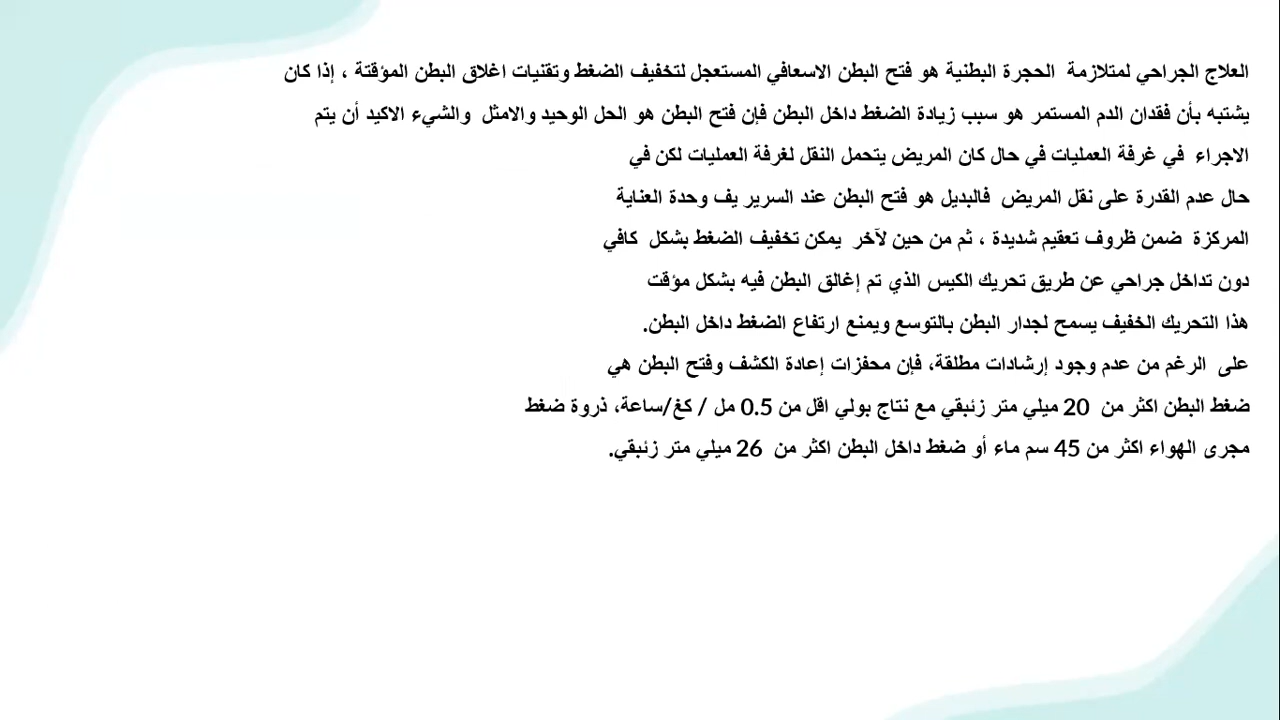 العلاج الجراحي لمتلازمة الحجرة البطنية هو فتح البطن الاسعافي المستعجل لتخفيف الضغط وتقنيات اغلاق البطن المؤقتة ، إذا كان
يشتبه بأن فقدان الدم المستمر هو سبب زيادة الضغط داخل البطن فإن فتح البطن هو الحل الوحيد والامثل والشيء الاكيد أن يتم
الاجراء في غرفة العمليات في حال كان المريض يتحمل النقل لغرفة العمليات لكن في
حال عدم القدرة على نقل المريض فالبديل هو فتح البطن عند السرير يف وحدة العناية
المركزة ضمن ظروف تعقيم شديدة ، ثم من حين لآخر يمكن تخفيف الضغط بشكل كافي
دون تداخل جراحي عن طريق تحريك الكيس الذي تم إغالق البطن فيه بشكل مؤقت
هذا التحريك الخفيف يسمح لجدار البطن بالتوسع ويمنع ارتفاع الضغط داخل البطن.
على الرغم من عدم وجود إرشادات مطلقة، فإن محفزات إعادة الكشف وفتح البطن هي
ضغط البطن اكثر من 20 ميلي متر زئبقي مع نتاج بولي اقل من 0.5 مل / كغ/ساعة، ذروة ضغط
مجرى الهواء اكثر من 45 سم ماء أو ضغط داخل البطن اكثر من 26 ميلي متر زئبقي.